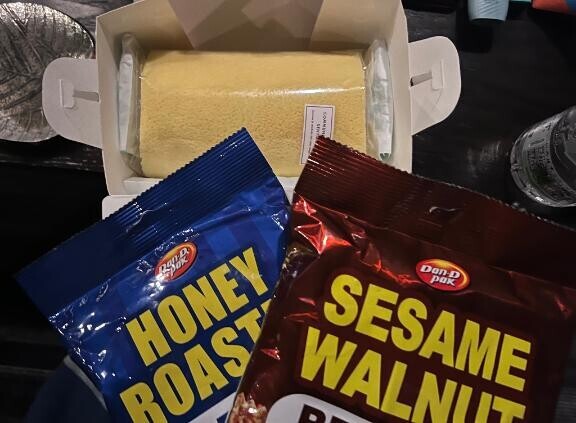 Dan-D
pak
HONEY
ROAST
Dan-D
pak
SESAME
WALNUT